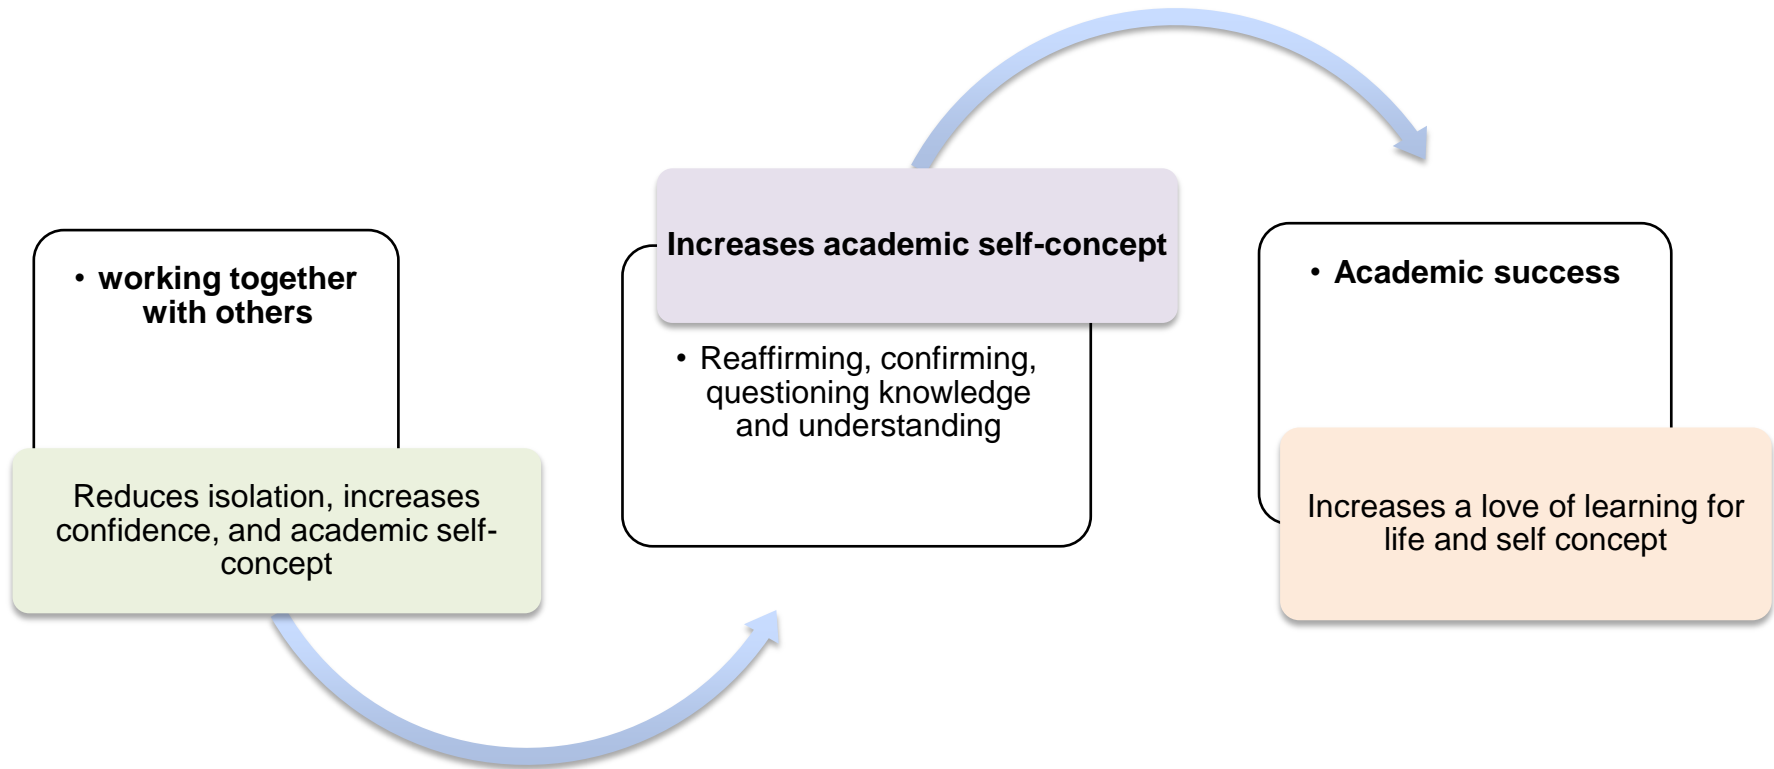 • working together
with others
Reduces isolation, increases
confidence, and academic self-
concept
Increases academic self-concept
• Reaffirming, confirming,
questioning knowledge
and understanding
• Academic success
Increases a love of learning for
life and self concept